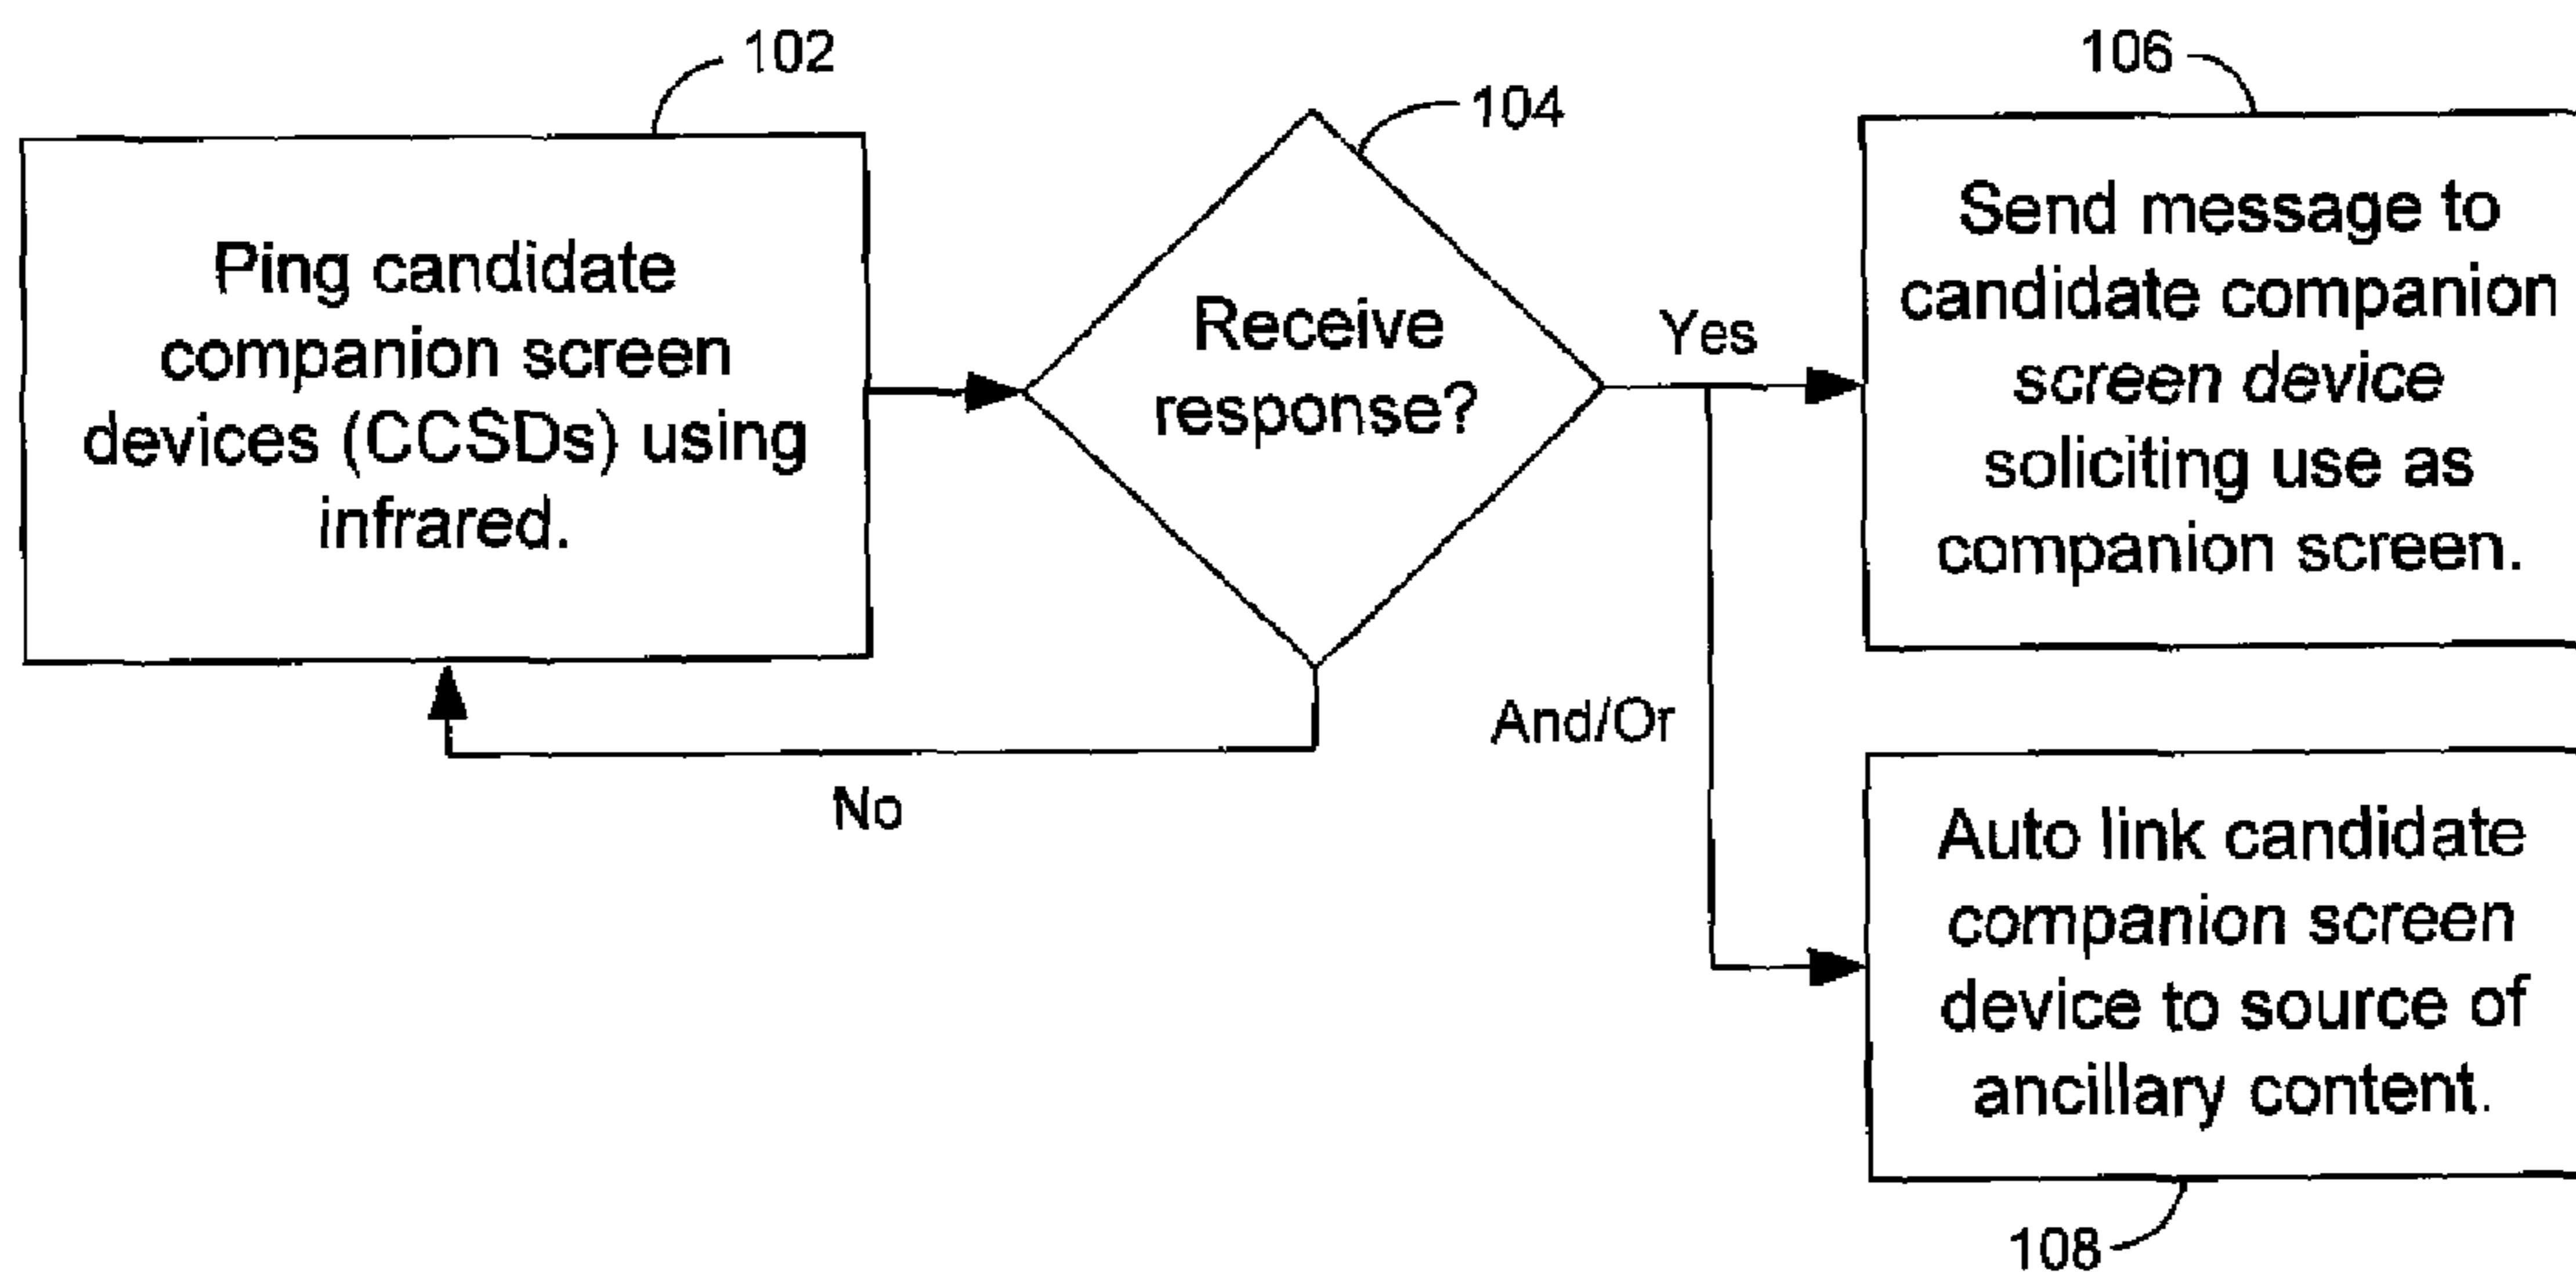 102
Ping candidate
companion screen
devices (CCSDs) using
infrared.
104
Receive
response?
Yes
No
And/Or
106
Send message to
candidate companion
screen device
soliciting use as
companion screen.
Auto link candidate
companion screen
device to source of
ancillary content.
108